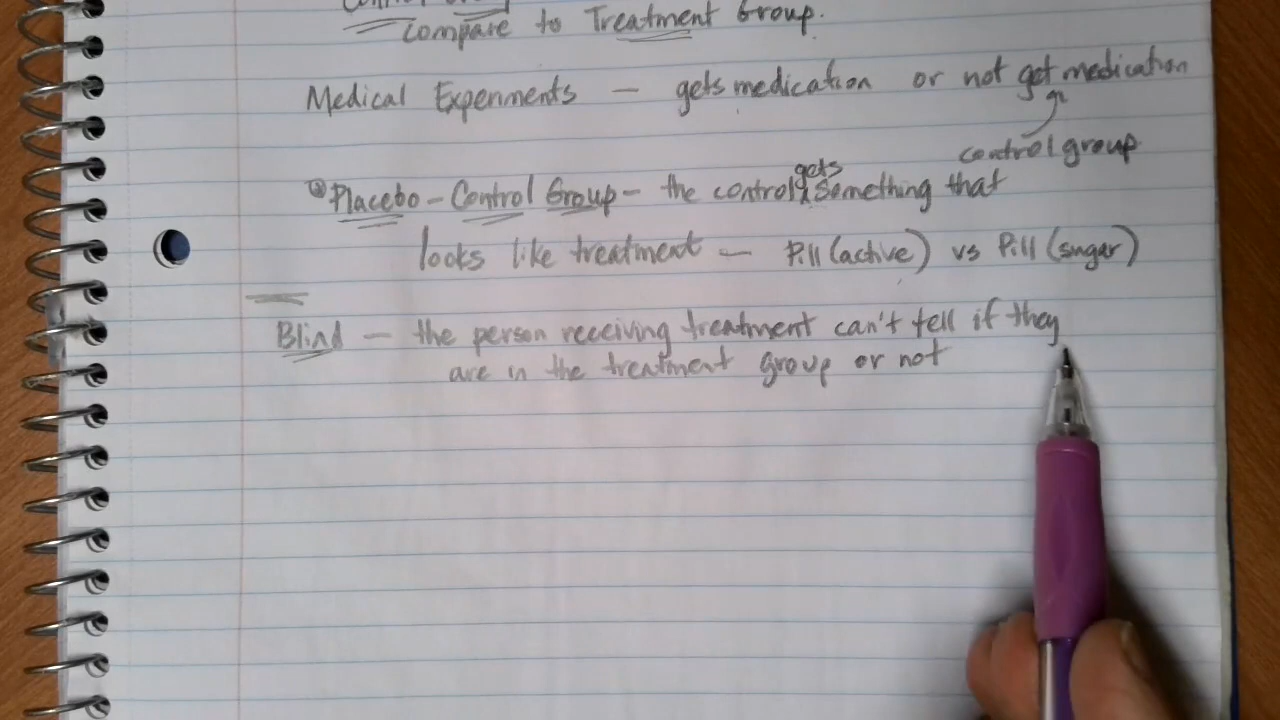 Compare to Treatment Group.
Medical Experiments — gets medication or not get medication
control group
Placebo - Control Group - the control gets something that
looks like treatment — Pill (active) vs Pill (sugar)
Blind — the person receiving treatment can't tell if they
are in the treatment group or not